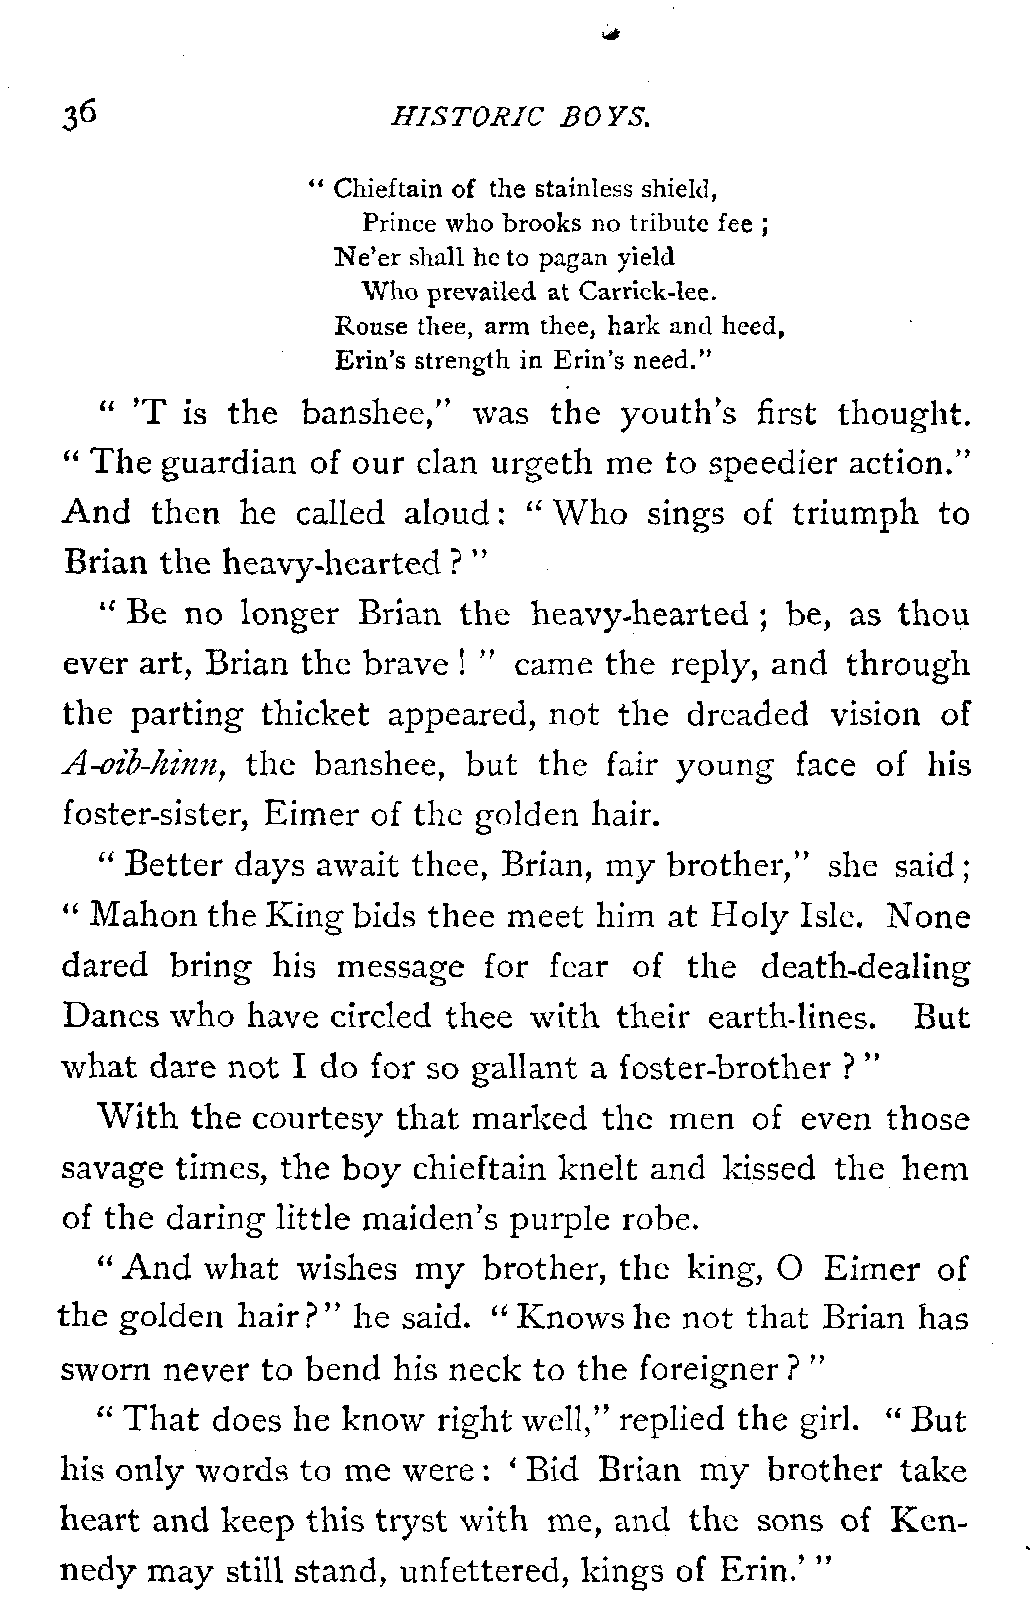 36 HISTORIC BOYS.
“ Chieftain of the stainless shield,
Prince who brooks no tribute fee ;
Ne'er shall he to pagan yield
Who prevailed at Carrick-lee.
Rouse thee, arm thee, hark and heed,
Erin's strength in Erin's need.”
“ 'T is the banshee,” was the youth's first thought.
“ The guardian of our clan urgeth me to speedier action.”
And then he called aloud : “ Who sings of triumph to
Brian the heavy-hearted ? ”
“ Be no longer Brian the heavy-hearted ; be, as thou
ever art, Brian the brave ! ” came the reply, and through
the parting thicket appeared, not the dreaded vision of
A-oib-hinn, the banshee, but the fair young face of his
foster-sister, Eimer of the golden hair.
“ Better days await thee, Brian, my brother,” she said ;
“ Mahon the King bids thee meet him at Holy Isle. None
dared bring his message for fear of the death-dealing
Danes who have circled thee with their earth-lines. But
what dare not I do for so gallant a foster-brother ? ”
With the courtesy that marked the men of even those
savage times, the boy chieftain knelt and kissed the hem
of the daring little maiden's purple robe.
“ And what wishes my brother, the king, O Eimer of
the golden hair ? ” he said. “ Knows he not that Brian has
sworn never to bend his neck to the foreigner ? ”
“ That does he know right well,” replied the girl. “ But
his only words to me were : ‘ Bid Brian my brother take
heart and keep this tryst with me, and the sons of Ken-
nedy may still stand, unfettered, kings of Erin.’ ”